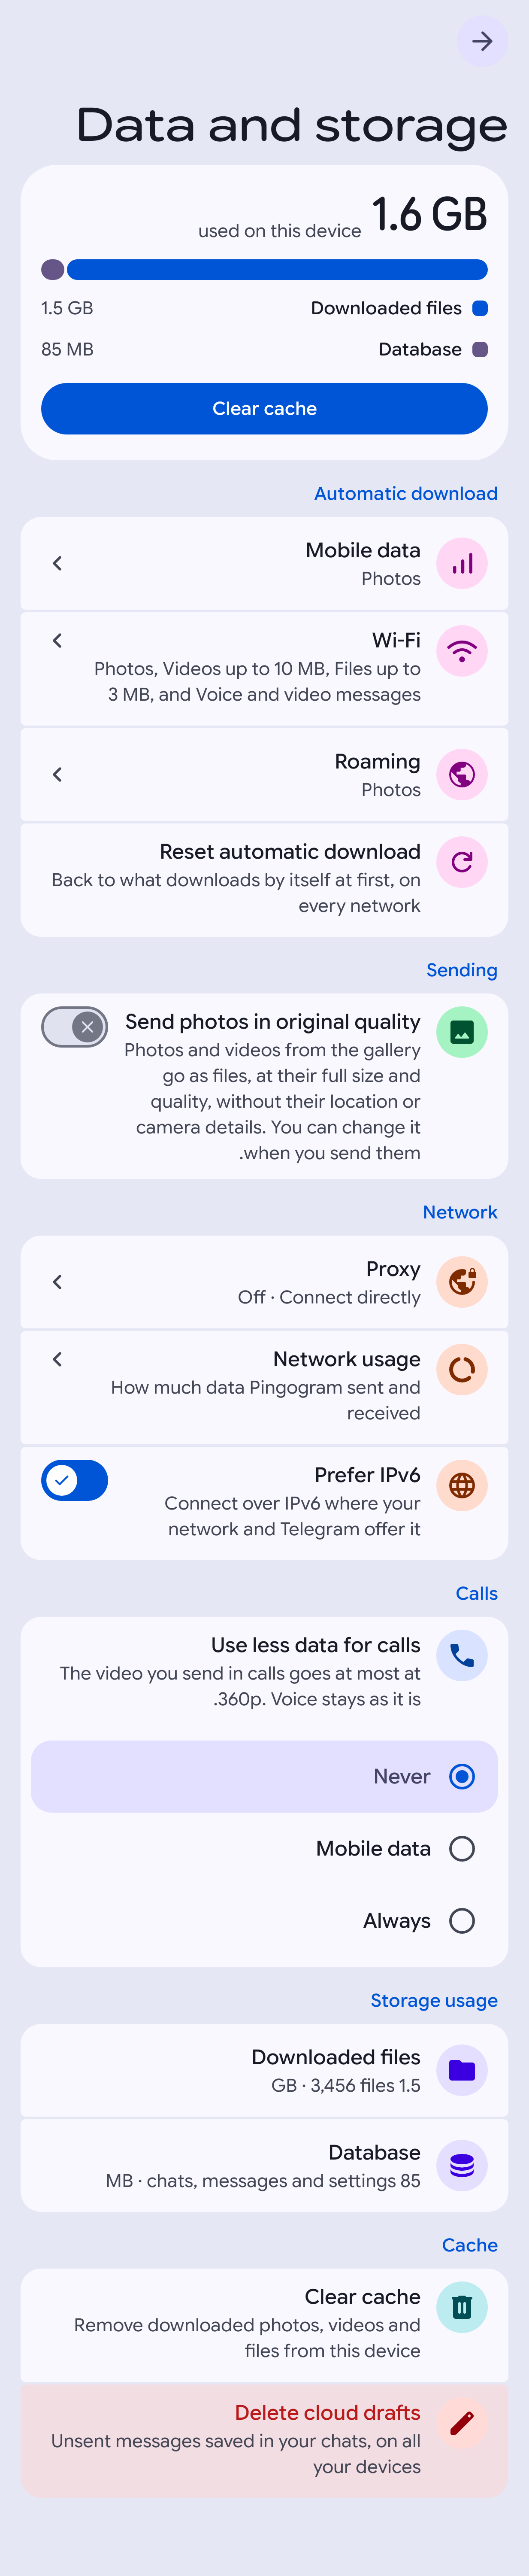 Data and storage
1.6 GB used on this device
Downloaded files 1.5 GB
Database 85 MB
Clear cache
Automatic download
Mobile data
Photos
Wi-Fi
Photos, Videos up to 10 MB, Files up to
3 MB, and Voice and video messages
Roaming
Photos
Reset automatic download
Back to what downloads by itself at first, on
every network
Sending
Send photos in original quality
Photos and videos from the gallery
go as files, at their full size and
quality, without their location or
camera details. You can change it
.when you send them
Network
Proxy
Off · Connect directly
Network usage
How much data Pingogram sent and
received
Prefer IPv6
Connect over IPv6 where your
network and Telegram offer it
Calls
Use less data for calls
The video you send in calls goes at most at
.360p. Voice stays as it is
Never
Mobile data
Always
Storage usage
Downloaded files
GB · 3,456 files 1.5
Database
MB · chats, messages and settings 85
Cache
Clear cache
Remove downloaded photos, videos and
files from this device
Delete cloud drafts
Unsent messages saved in your chats, on all
your devices